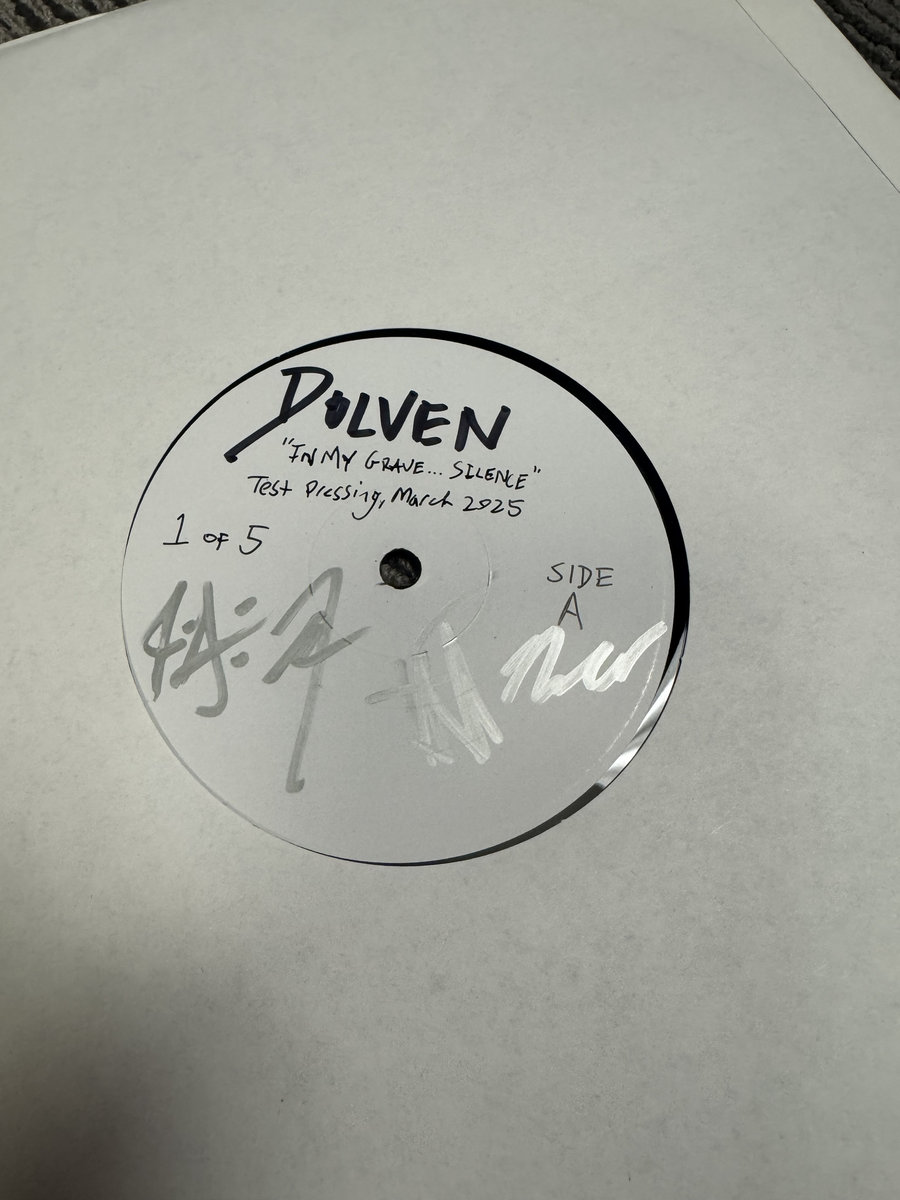 DOLVEN
"IN MY GRAVE... SILENCE"
Test Pressing, March 2025
1 OF 5
SIDE
A